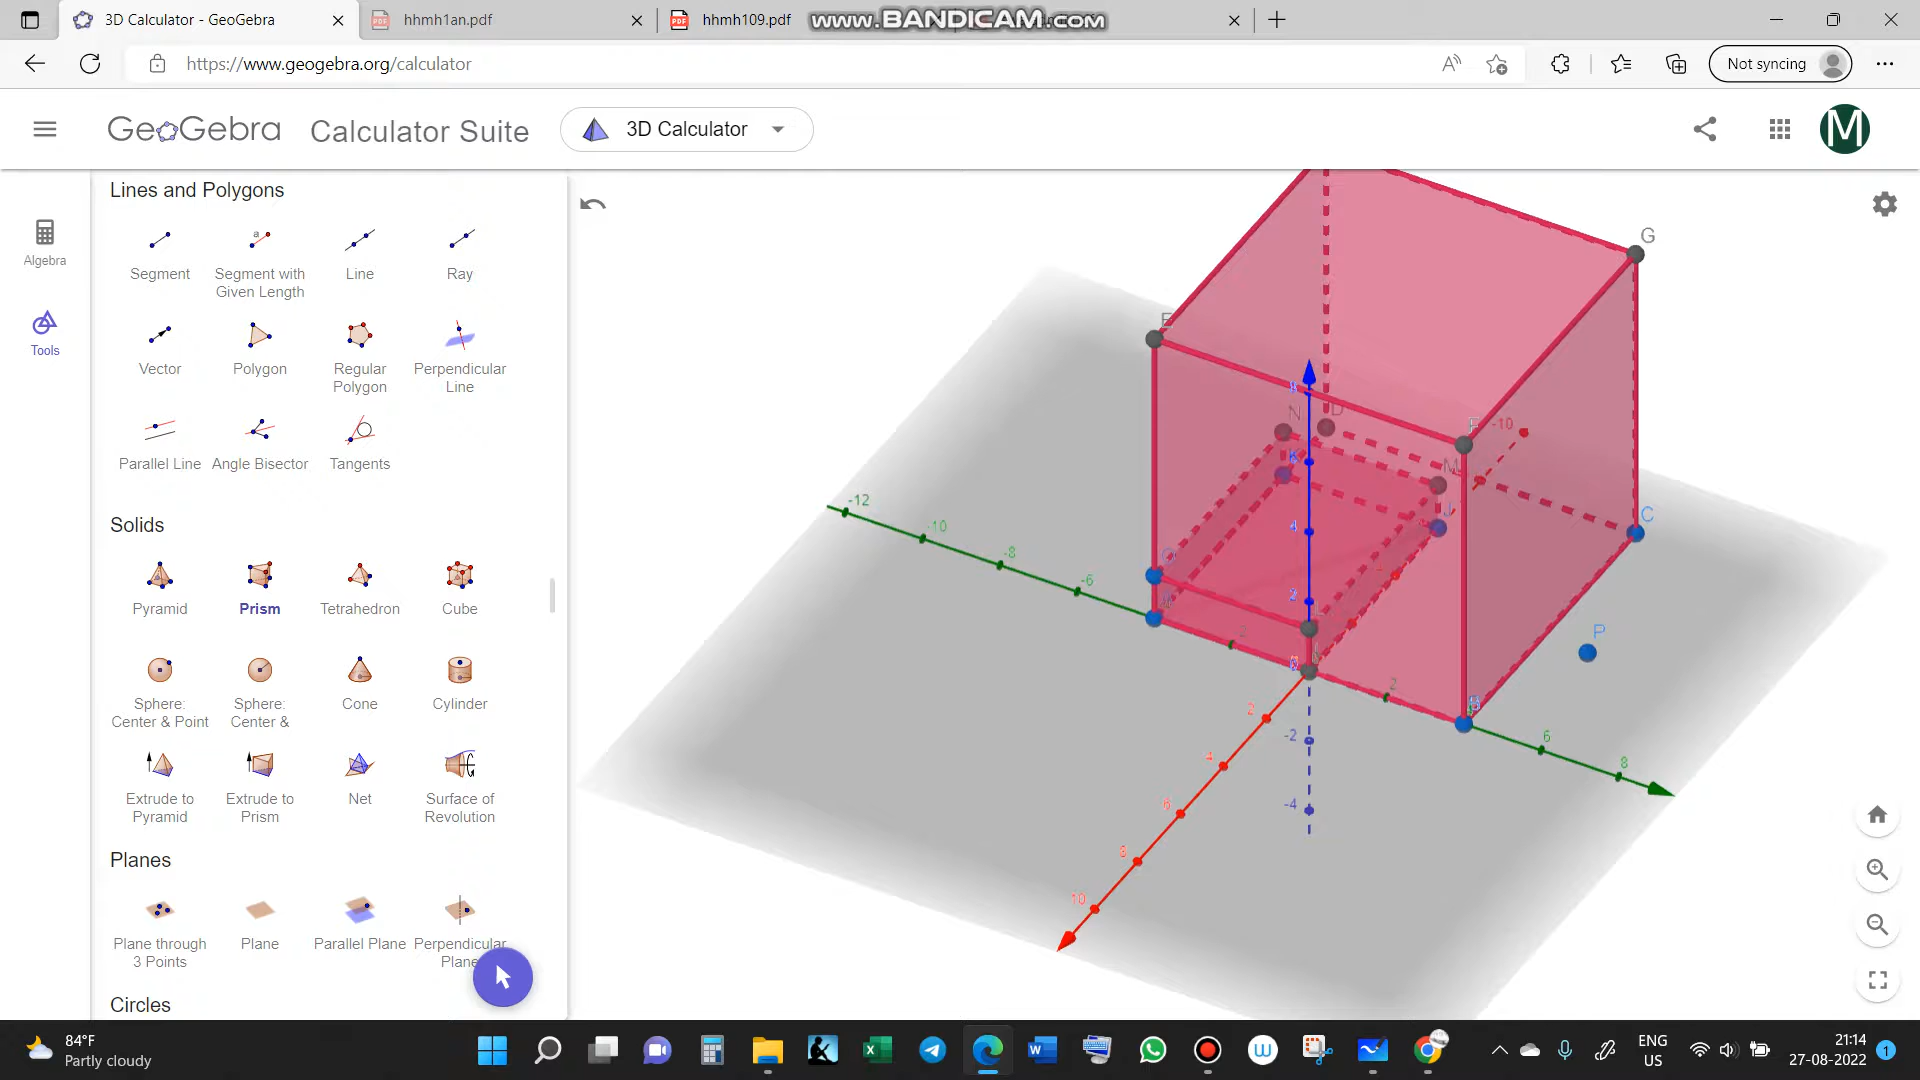 3D Calculator - GeoGebra
hhmh1an.pdf
hhmh109.pdf
www.BANDICAM.com
https://www.geogebra.org/calculator
Not syncing
GeoGebra
Calculator Suite
3D Calculator
M
Algebra
Tools
Lines and Polygons
Segment
Segment with Given Length
Line
Ray
Vector
Polygon
Regular Polygon
Perpendicular Line
Parallel Line
Angle Bisector
Tangents
Solids
Pyramid
Prism
Tetrahedron
Cube
Sphere: Center & Point
Sphere: Center &
Cone
Cylinder
Extrude to Pyramid
Extrude to Prism
Net
Surface of Revolution
Planes
Plane through 3 Points
Plane
Parallel Plane
Perpendicular Plane
Circles
G
E
F
-10
N
D
K
M
J
C
-12
-10
-8
-6
4
2
P
2
-2
-4
6
8
2
4
6
8
10
84°F
Partly cloudy
ENG
US
21:14
27-08-2022
1